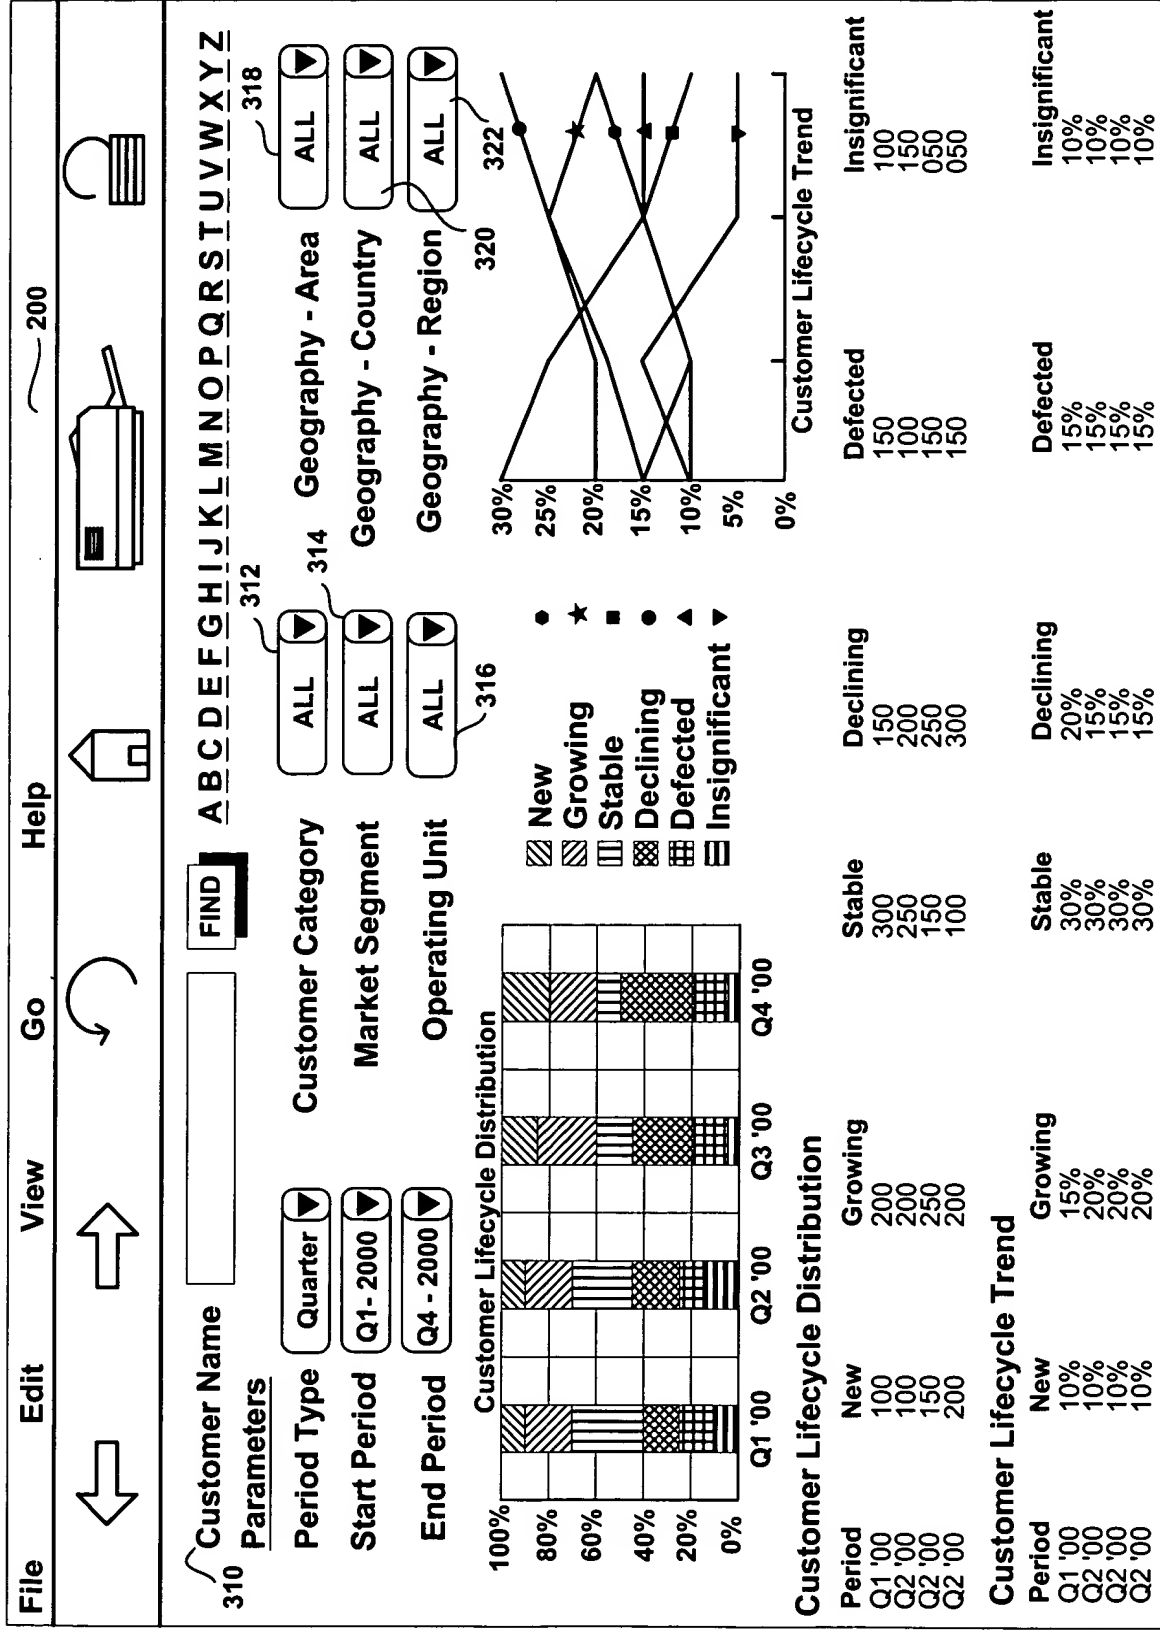 File Edit View Go Help 200
310 Customer Name FIND A B C D E F G H I J K L M N O P Q R S T U V W X Y Z
Parameters
Period Type Quarter Customer Category ALL 312 Geography - Area ALL 318
Start Period Q1- 2000 Market Segment ALL 314 Geography - Country ALL 320
End Period Q4 - 2000 Operating Unit ALL 316 Geography - Region ALL 322
Customer Lifecycle Distribution
100%
80%
60%
40%
20%
0%
Q1 '00 Q2 '00 Q3 '00 Q4 '00
New
Growing
Stable
Declining
Defected
Insignificant
30%
25%
20%
15%
10%
5%
0%
Customer Lifecycle Trend
Customer Lifecycle Distribution
Period New Growing Stable Declining Defected Insignificant
Q1 '00 100 200 300 150 150 100
Q2 '00 100 200 250 200 100 150
Q2 '00 150 250 150 250 150 050
Q2 '00 200 200 100 300 150 050
Customer Lifecycle Trend
Period New Growing Stable Declining Defected Insignificant
Q1 '00 10% 15% 30% 20% 15% 10%
Q2 '00 10% 20% 30% 15% 15% 10%
Q2 '00 10% 20% 30% 15% 15% 10%
Q2 '00 10% 20% 30% 15% 15% 10%